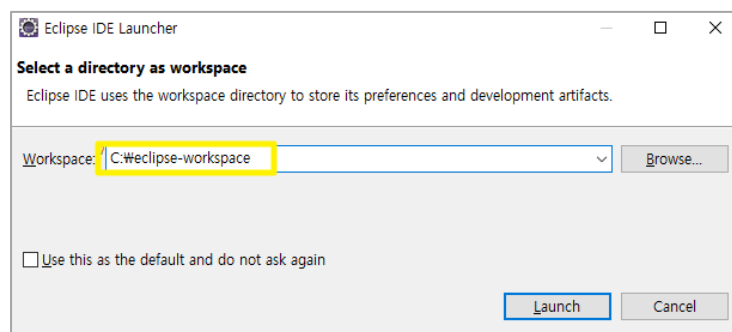 Eclipse IDE Launcher
Select a directory as workspace
Eclipse IDE uses the workspace directory to store its preferences and development artifacts.
Workspace: C:₩eclipse-workspace Browse...
Use this as the default and do not ask again
Launch Cancel